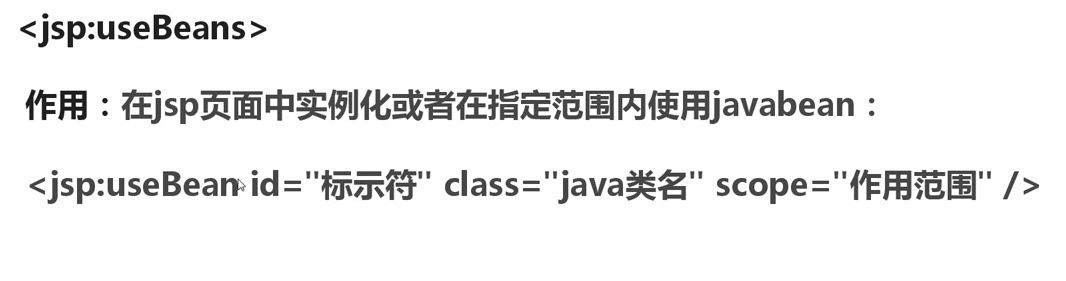 <jsp:useBeans>
作用：在jsp页面中实例化或者在指定范围内使用javabean：
<jsp:useBean id="标示符" class="java类名" scope="作用范围" />